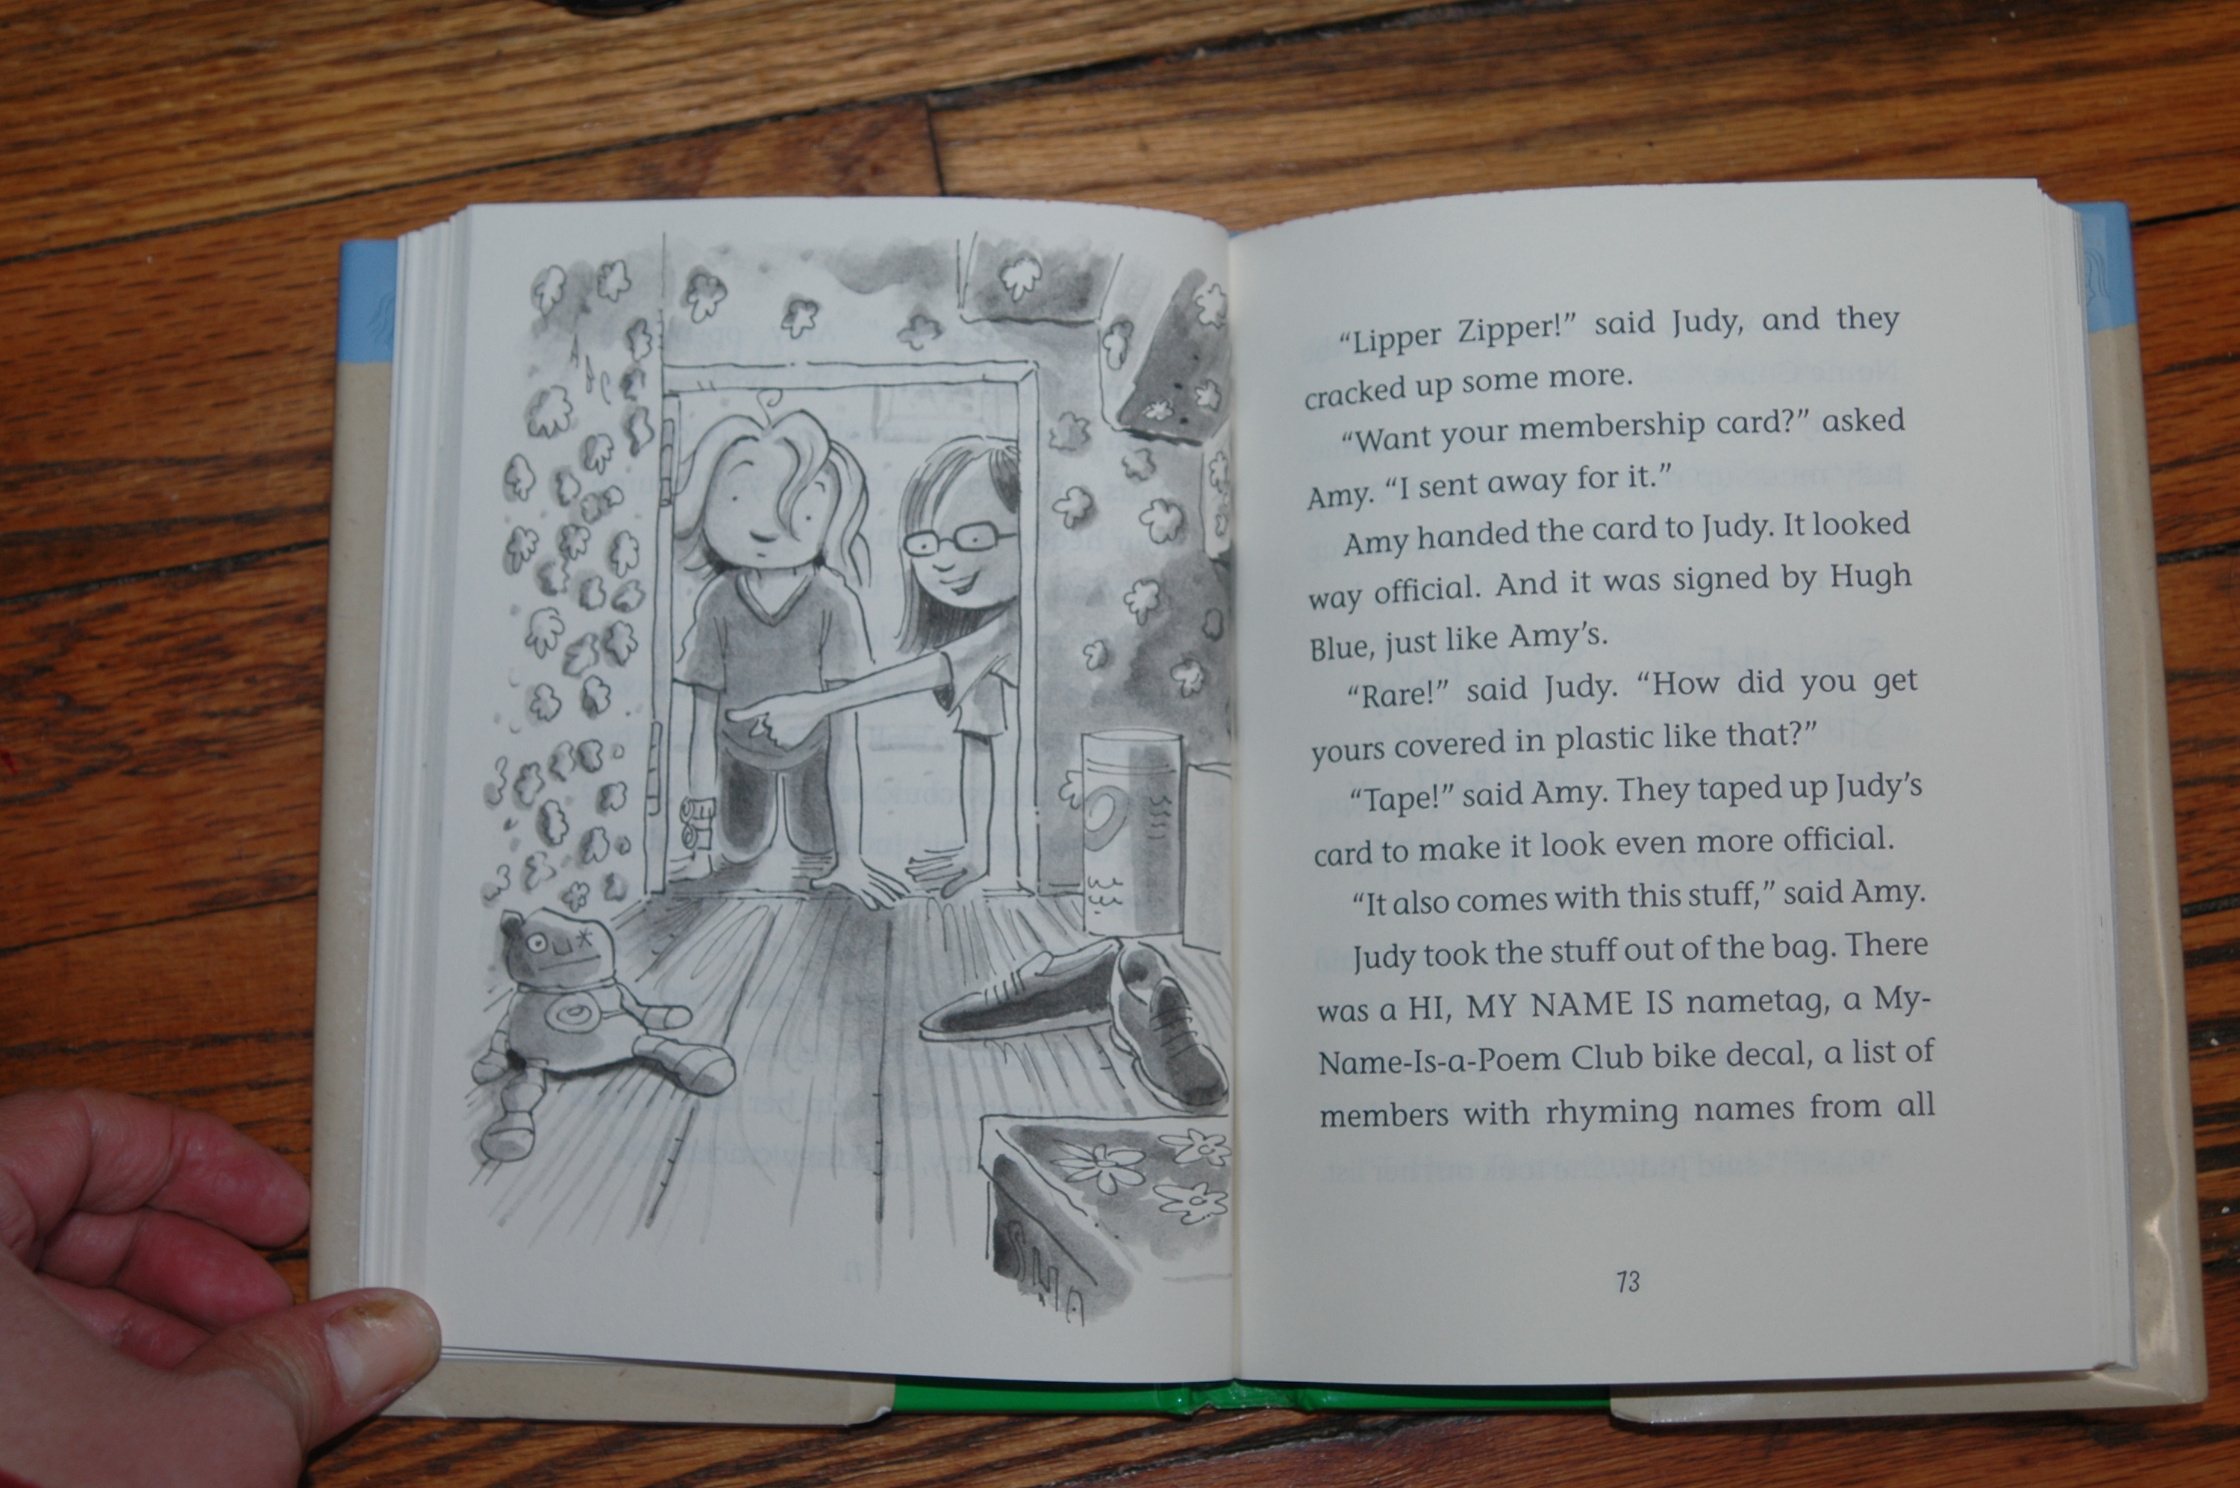 “Lipper Zipper!” said Judy, and they
cracked up some more.
“Want your membership card?” asked
Amy. “I sent away for it.”
Amy handed the card to Judy. It looked
way official. And it was signed by Hugh
Blue, just like Amy’s.
“Rare!” said Judy. “How did you get
yours covered in plastic like that?”
“Tape!” said Amy. They taped up Judy’s
card to make it look even more official.
“It also comes with this stuff,” said Amy.
Judy took the stuff out of the bag. There
was a HI, MY NAME IS nametag, a My-
Name-Is-a-Poem Club bike decal, a list of
members with rhyming names from all
73